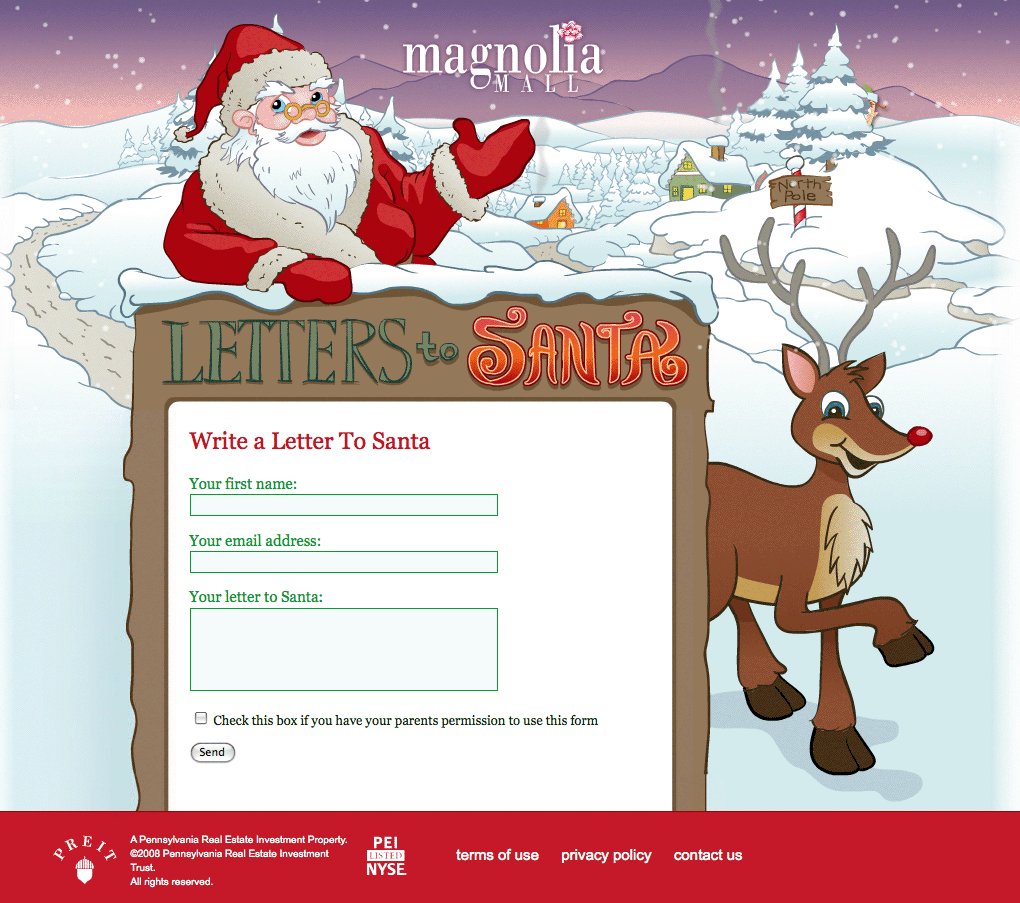 magnolia
MALL
North
Pole
LETTERS to SANTA
Write a Letter To Santa
Your first name:
Your email address:
Your letter to Santa:
Check this box if you have your parents permission to use this form
Send
PREIT
A Pennsylvania Real Estate Investment Property.
©2008 Pennsylvania Real Estate Investment
Trust.
All rights reserved.
PEI
LISTED
NYSE.
terms of use privacy policy contact us